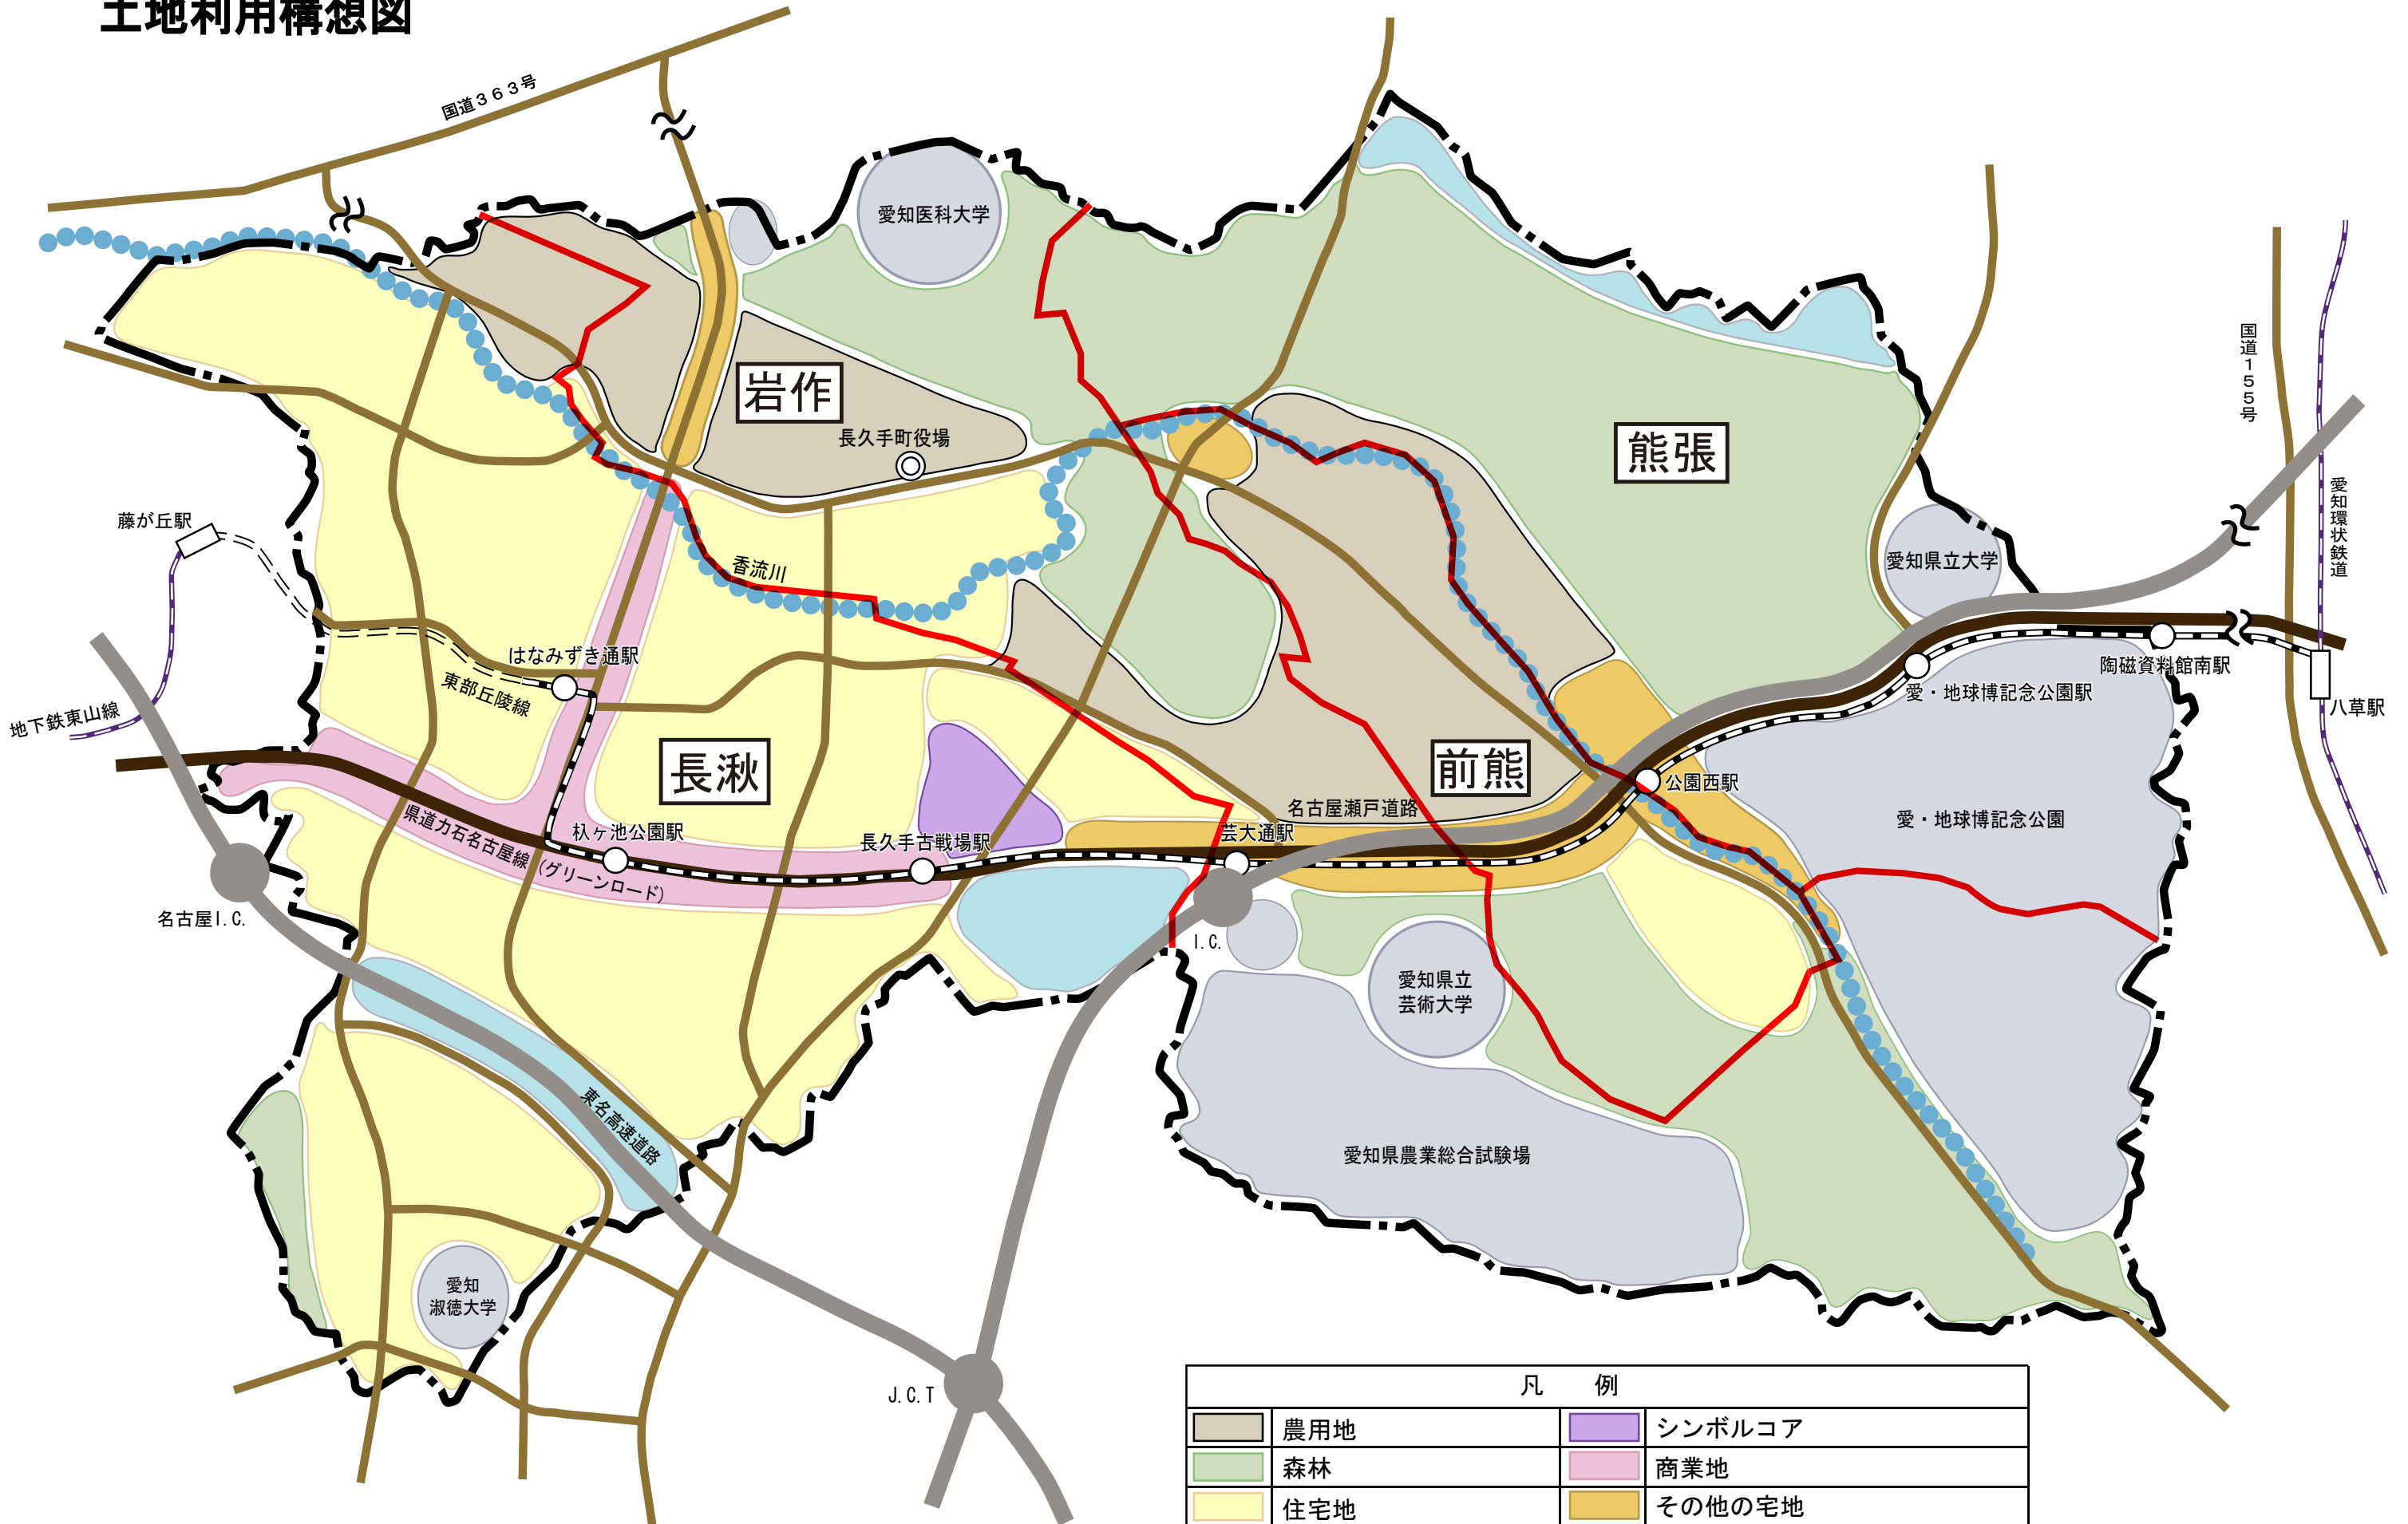 土地利用構想図
国道３６３号
愛知医科大学
岩作
長久手町役場
熊張
国道１５５号
愛知環状鉄道
藤が丘駅
香流川
愛知県立大学
はなみずき通駅
東部丘陵線
地下鉄東山線
陶磁資料館南駅
愛・地球博記念公園駅
八草駅
長湫
前熊
公園西駅
名古屋瀬戸道路
愛・地球博記念公園
県道力石名古屋線（グリーンロード）
杁ヶ池公園駅
長久手古戦場駅
芸大通駅
名古屋I.C.
I.C.
愛知県立
芸術大学
東名高速道路
愛知県農業総合試験場
愛知
淑徳大学
J.C.T
凡　例
農用地
シンボルコア
森林
商業地
住宅地
その他の宅地